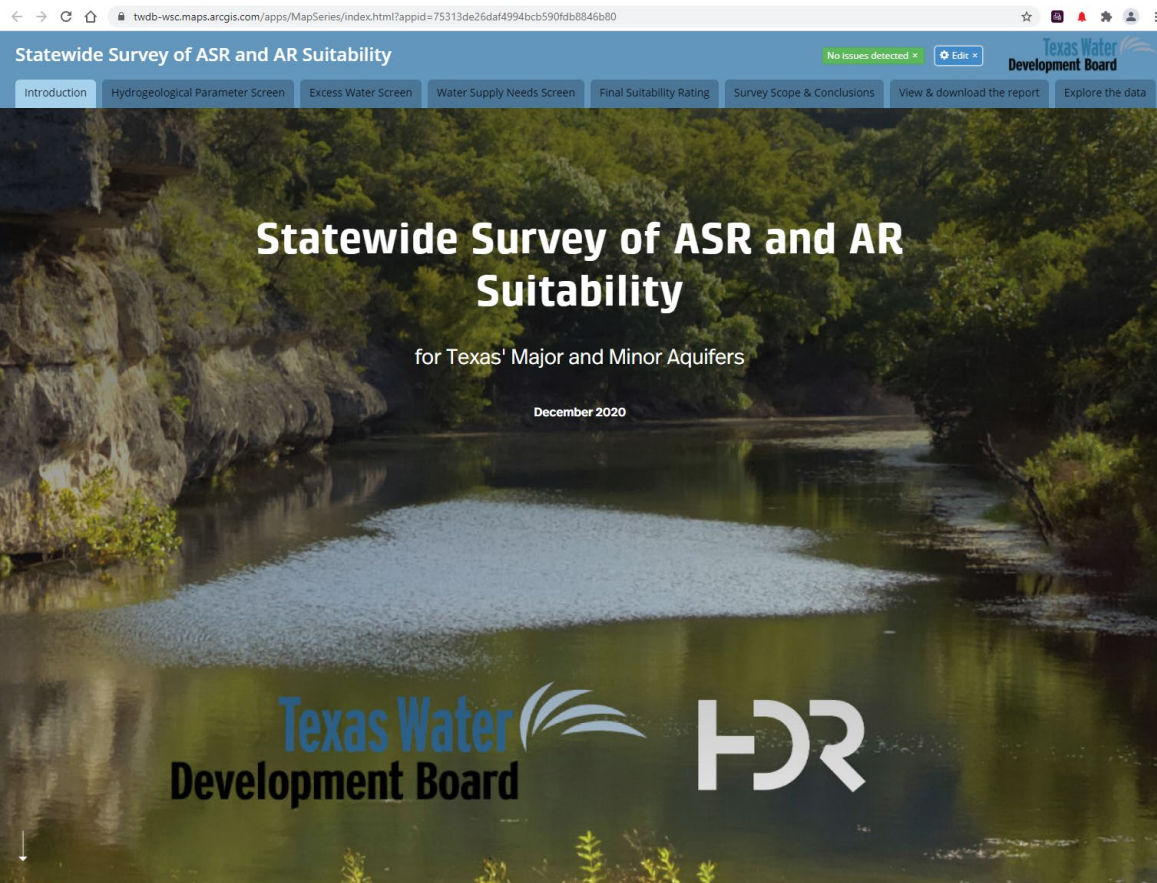 twdb-wsc.maps.arcgis.com/apps/MapSeries/index.html?appid=75313de26daf4994bcb590fdb8846b80
Statewide Survey of ASR and AR Suitability
No issues detected ×
Edit ×
Texas Water
Development Board
Introduction
Hydrogeological Parameter Screen
Excess Water Screen
Water Supply Needs Screen
Final Suitability Rating
Survey Scope & Conclusions
View & download the report
Explore the data
Statewide Survey of ASR and AR
Suitability
for Texas' Major and Minor Aquifers
December 2020
Texas Water
Development Board
HDR